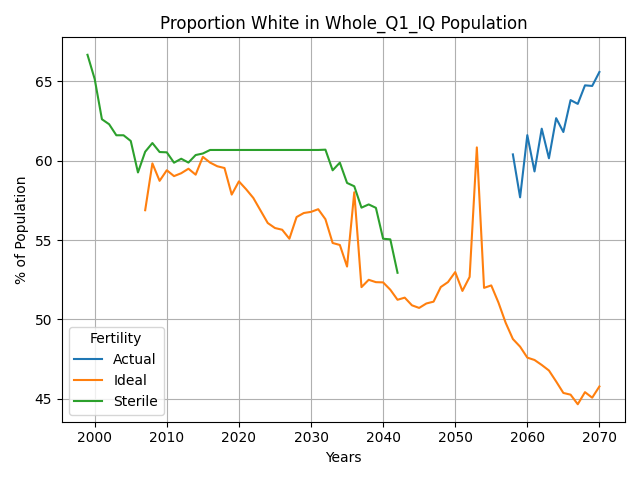 Proportion White in Whole_Q1_IQ Population
% of Population
65
60
55
50
45
Fertility
Actual
Ideal
Sterile
2000 2010 2020 2030 2040 2050 2060 2070
Years